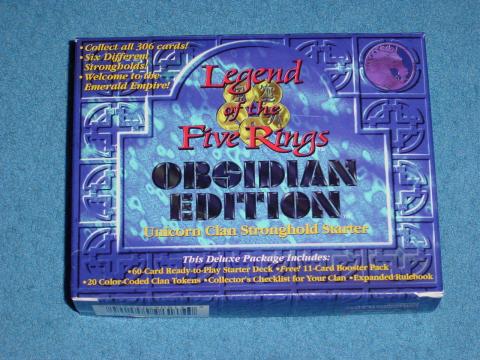 • Collect all 306 cards!
• Six Different
Strongholds!
• Welcome to the
Emerald Empire!
Legend
of the
Five Rings
OBSIDIAN
EDITION
Unicorn Clan Stronghold Starter
This Deluxe Package Includes:
• 60-Card Ready-to-Play Starter Deck • Free! 11-Card Booster Pack
• 20 Color-Coded Clan Tokens • Collector's Checklist for Your Clan • Expanded Rulebook